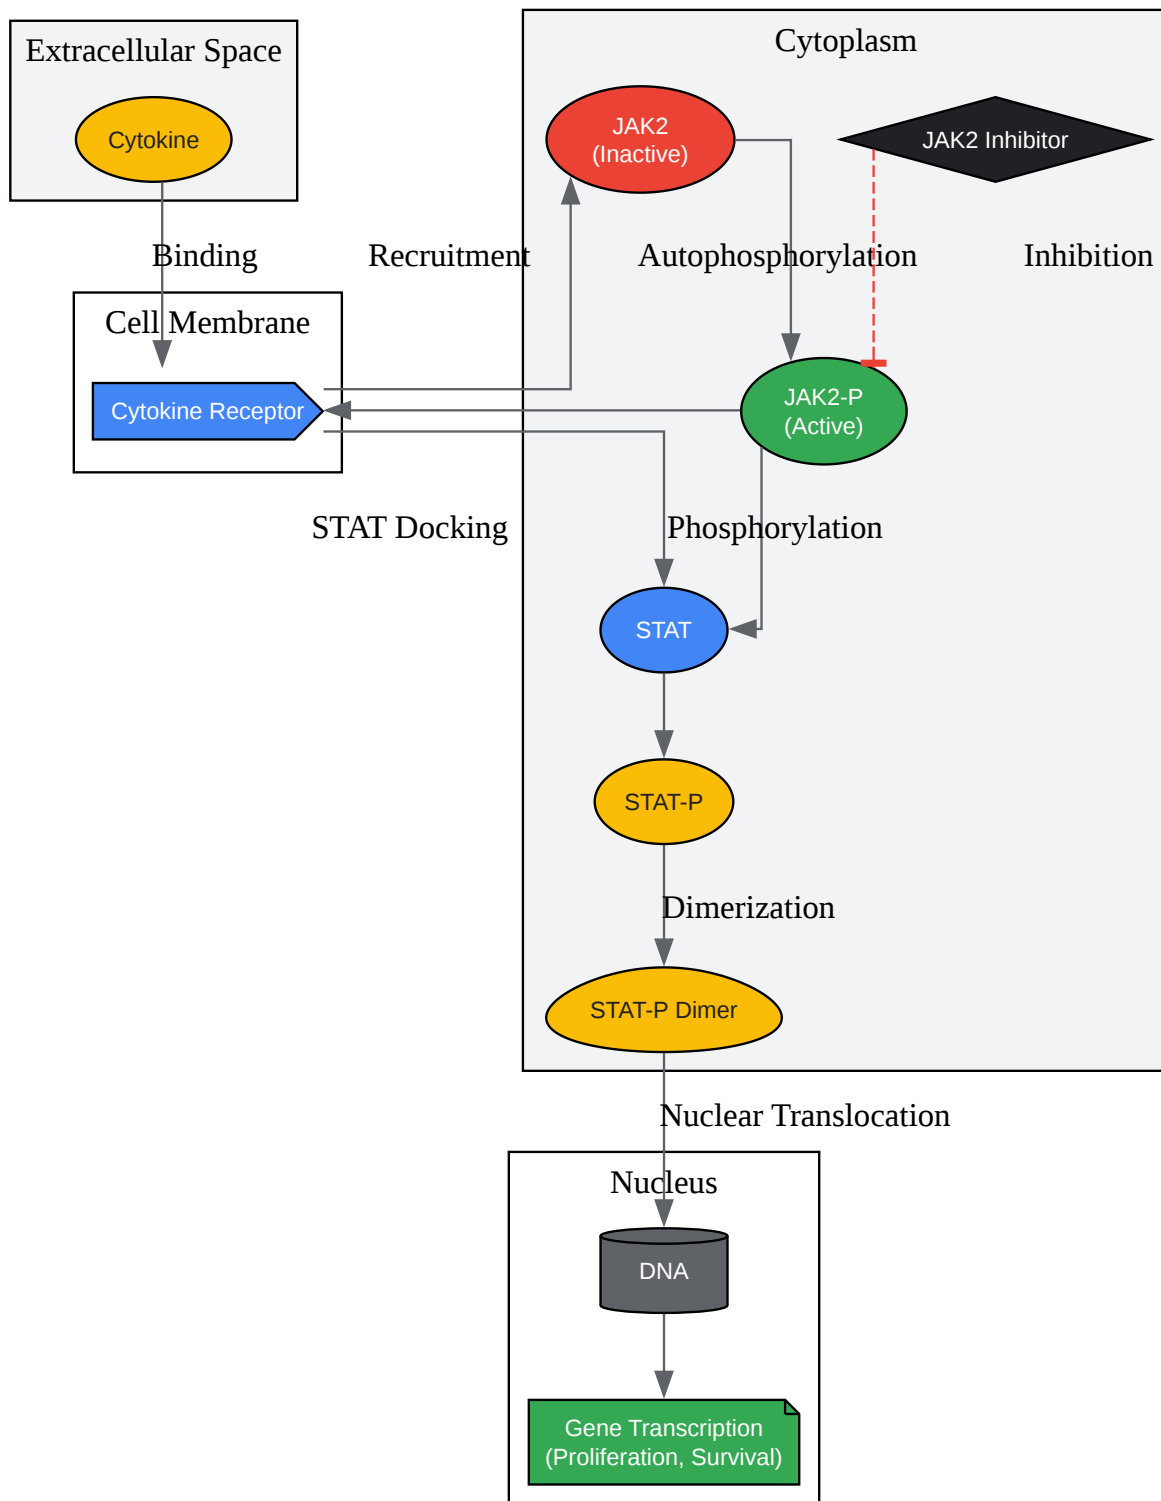 Extracellular Space
Cytoplasm
Cytokine
JAK2
(Inactive)
JAK2 Inhibitor
Binding
Recruitment
Autophosphorylation
Inhibition
Cell Membrane
Cytokine Receptor
JAK2-P
(Active)
STAT Docking
Phosphorylation
STAT
STAT-P
Dimerization
STAT-P Dimer
Nuclear Translocation
Nucleus
DNA
Gene Transcription
(Proliferation, Survival)